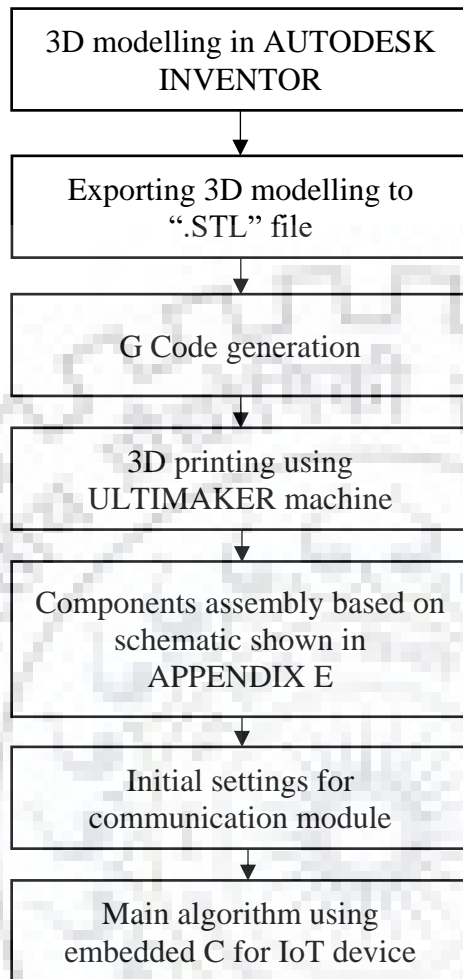 3D modelling in AUTODESK
INVENTOR
Exporting 3D modelling to
“.STL” file
G Code generation
3D printing using
ULTIMAKER machine
Components assembly based on
schematic shown in
APPENDIX E
Initial settings for
communication module
Main algorithm using
embedded C for IoT device